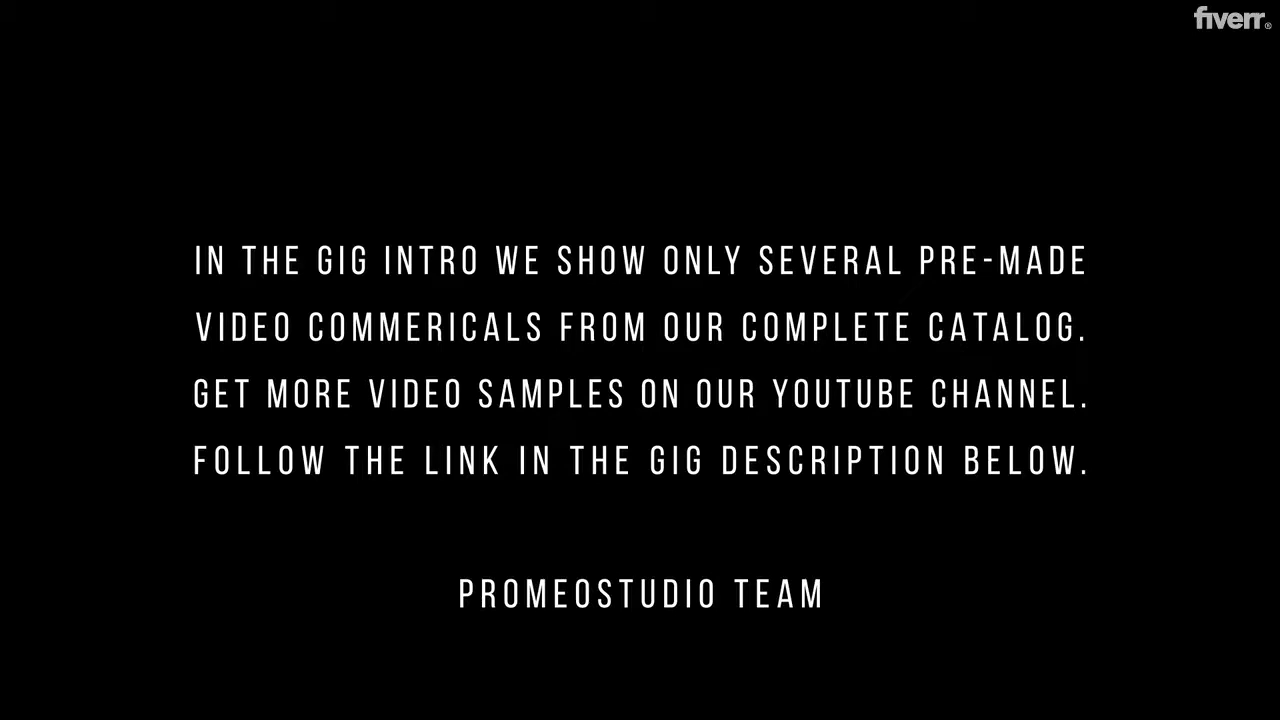 fiverr®
IN THE GIG INTRO WE SHOW ONLY SEVERAL PRE-MADE
VIDEO COMMERICALS FROM OUR COMPLETE CATALOG.
GET MORE VIDEO SAMPLES ON OUR YOUTUBE CHANNEL.
FOLLOW THE LINK IN THE GIG DESCRIPTION BELOW.
PROMEOSTUDIO TEAM